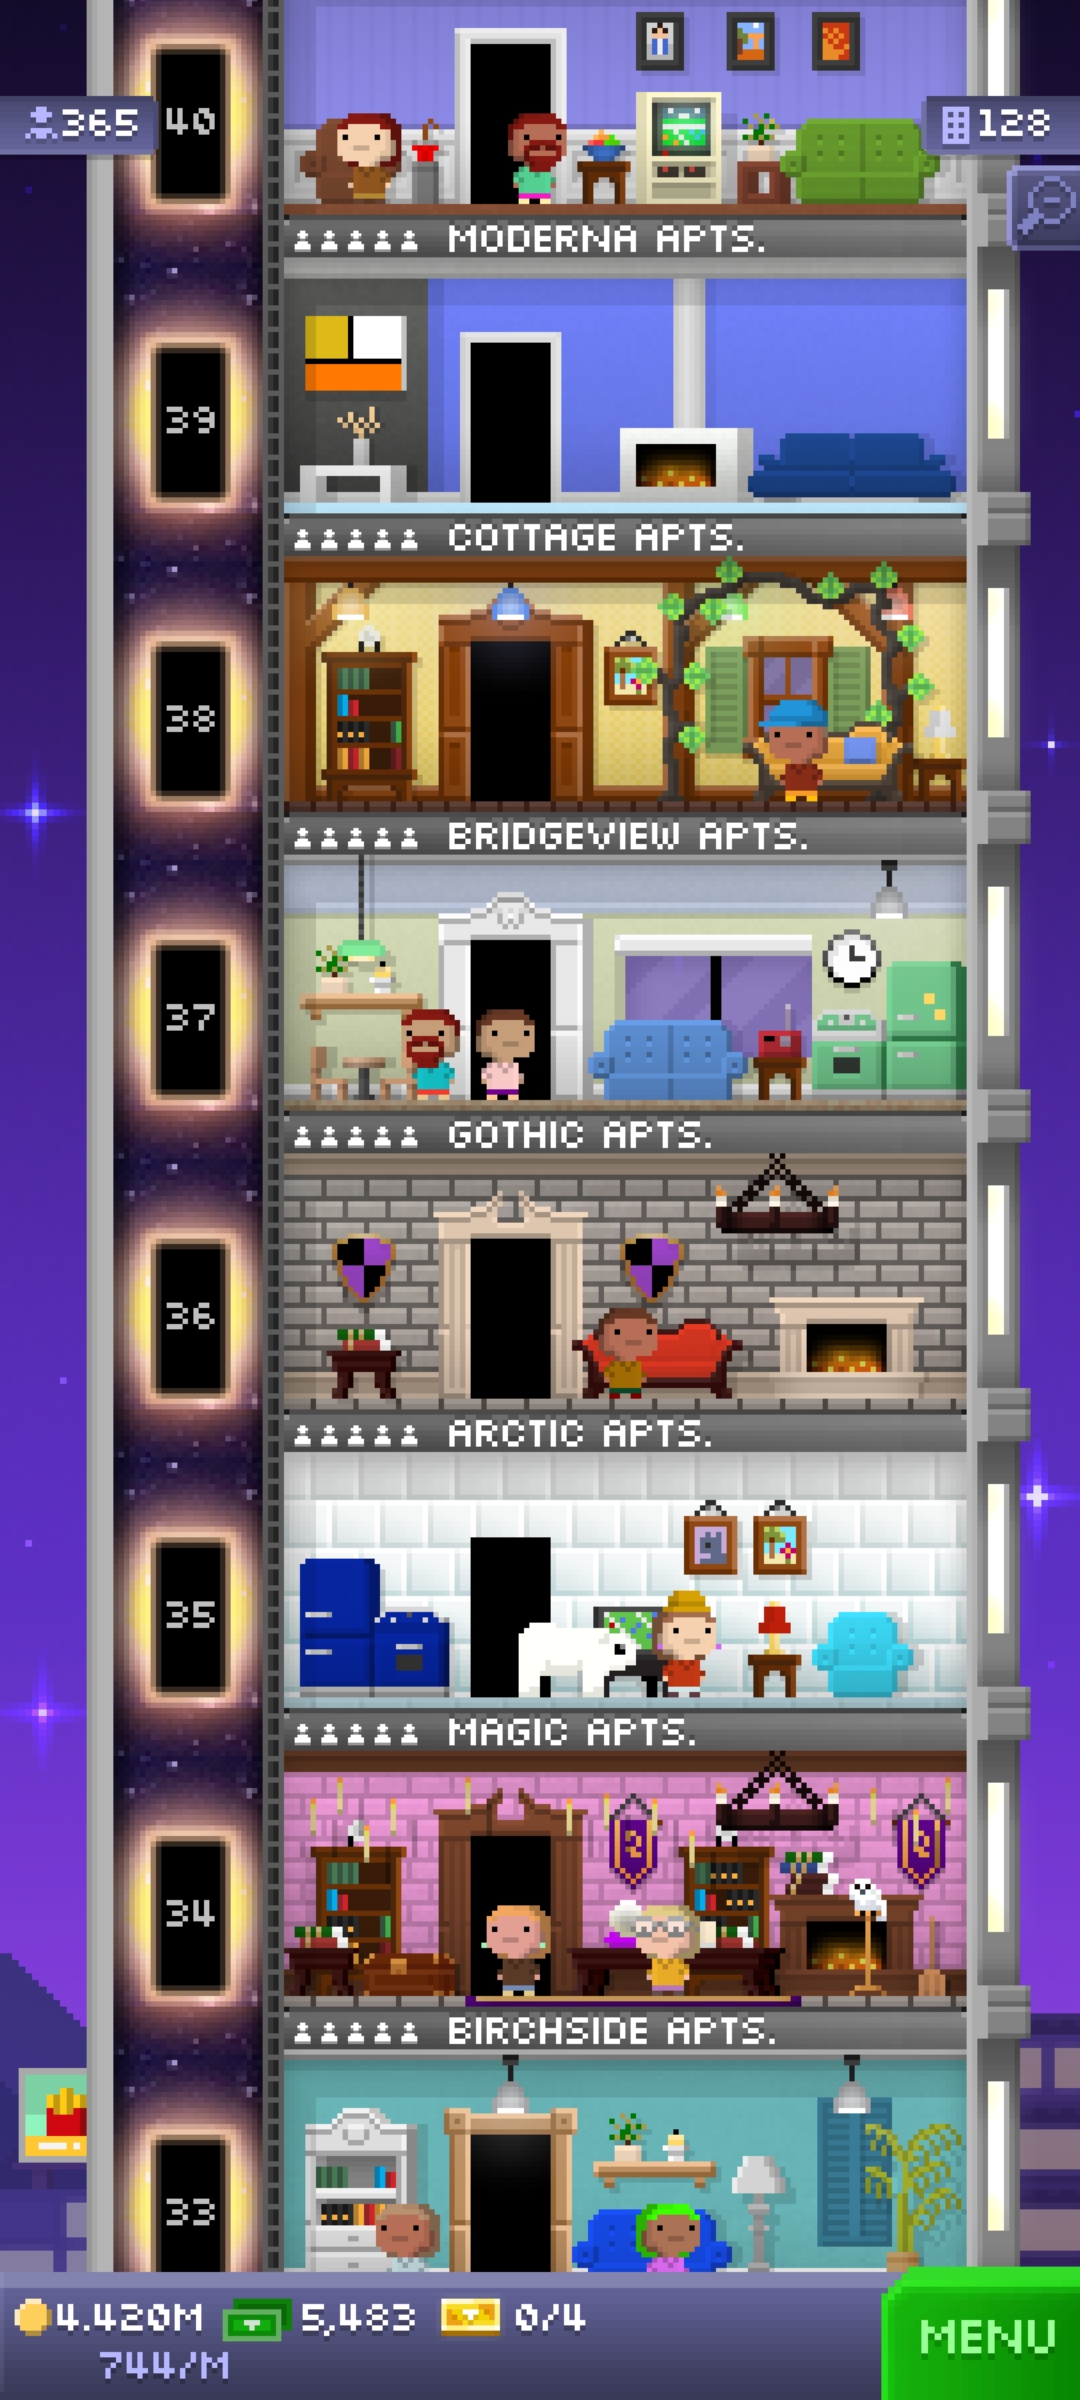 365
40
128
MODERNA APTS.
39
COTTAGE APTS.
38
BRIDGEVIEW APTS.
37
GOTHIC APTS.
36
ARCTIC APTS.
35
MAGIC APTS.
34
BIRCHSIDE APTS.
33
4.420M 5,483 0/4
744/M
MENU